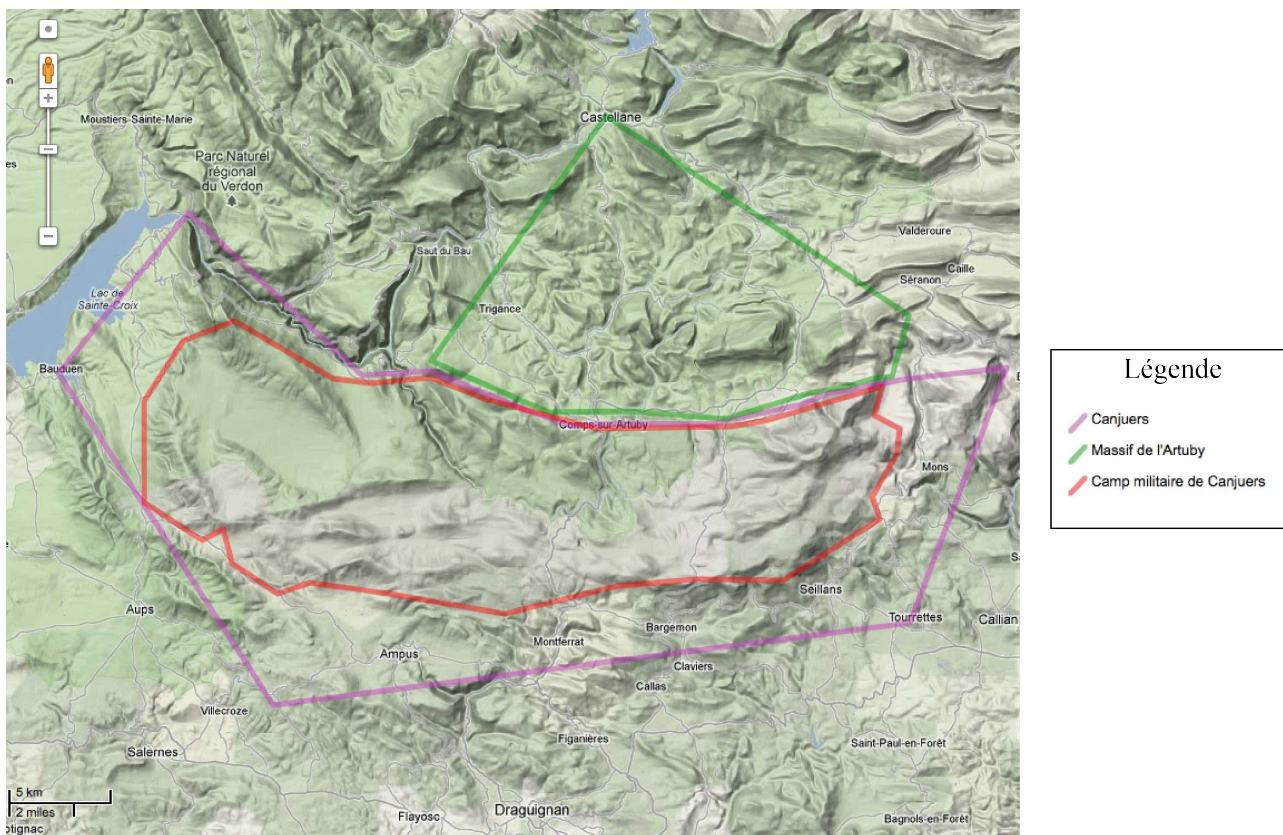 Castellane
Moustiers-Sainte-Marie
Parc Naturel
régional
du Verdon
Valderoure
Saut du Bau
Caille
Séranon
Lac de
Sainte-Croix
Trigance
Bauduen
Comps-sur-Artuby
Mons
Seillans
Aups
Tourrettes
Callian
Bargemon
Montferrat
Ampus
Claviers
Callas
Villecroze
Figanières
Saint-Paul-en-Forêt
Salernes
5 km
2 miles
Draguignan
Flayosc
Bagnols-en-Forêt
otignac
Légende
Canjuers
Massif de l'Artuby
Camp militaire de Canjuers